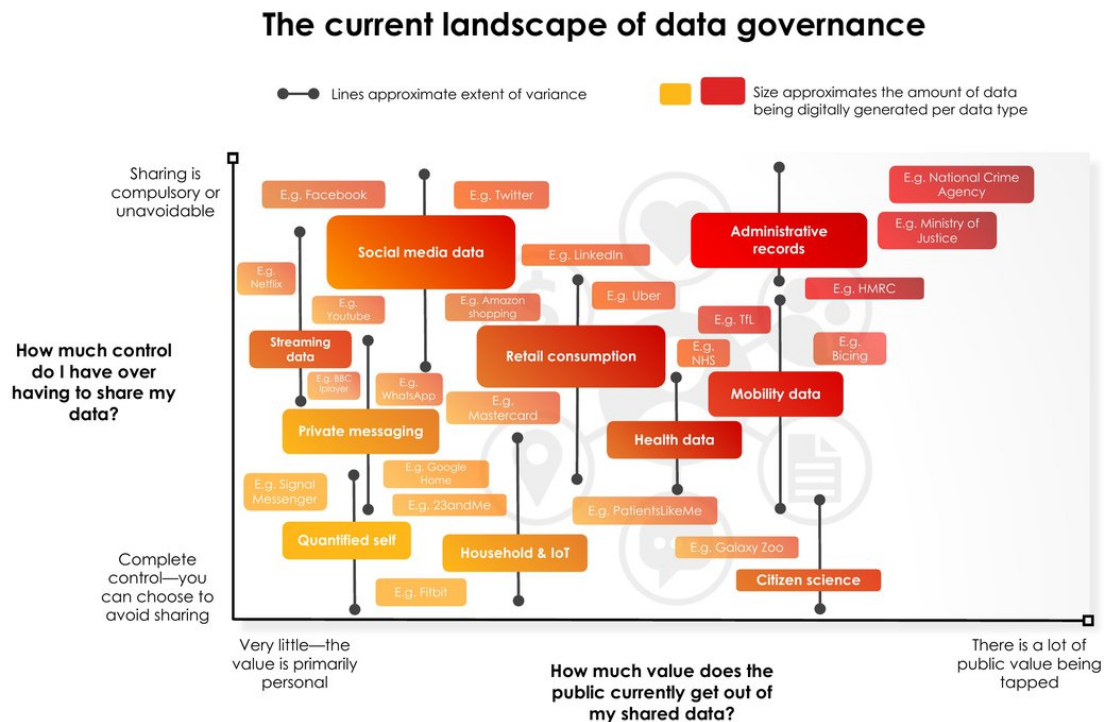 The current landscape of data governance
Lines approximate extent of variance
Size approximates the amount of data
being digitally generated per data type
Sharing is
compulsory or
unavoidable
E.g. Facebook
E.g. Twitter
E.g. National Crime
Agency
Social media data
Administrative
records
E.g. Ministry of
Justice
E.g. LinkedIn
E.g.
Netflix
E.g. Uber
E.g. HMRC
E.g.
Youtube
E.g. Amazon
shopping
E.g. TfL
Streaming
data
Retail consumption
E.g.
NHS
E.g.
Bicing
How much control
do I have over
having to share my
data?
E.g. BBC
Iplayer
E.g.
WhatsApp
E.g.
Mastercard
Mobility data
Private messaging
Health data
E.g. Signal
Messenger
E.g. Google
Home
E.g. 23andMe
E.g. PatientsLikeMe
Quantified self
Household & IoT
E.g. Galaxy Zoo
Citizen science
E.g. Fitbit
Complete
control—you
can choose to
avoid sharing
Very little—the
value is primarily
personal
How much value does the
public currently get out of
my shared data?
There is a lot of
public value being
tapped